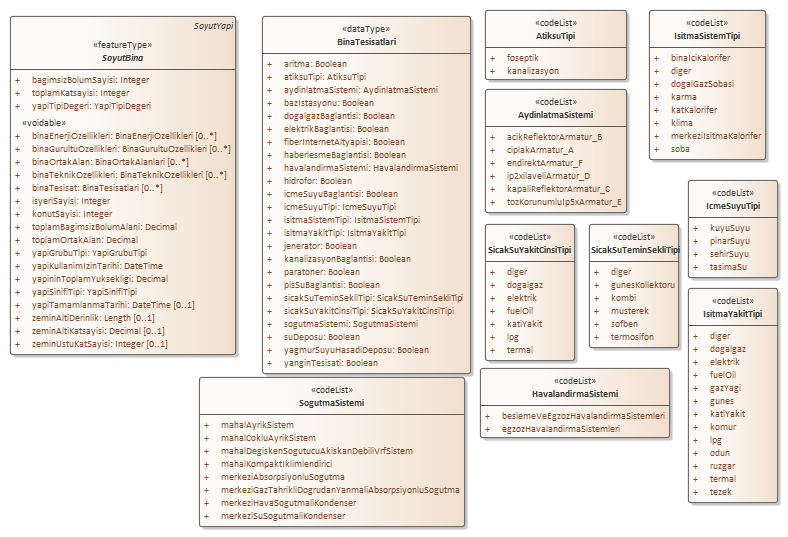 SoyutYapi
«featureType»
SoyutBina
+ bagimsizBolumSayisi: Integer
+ toplamKatsayisi: Integer
+ yapiTipiDegeri: YapiTipiDegeri
«voidable»
+ binaEnerjiOzellikleri: BinaEnerjiOzellikleri [0..*]
+ binaGurultuOzellikleri: BinaGurultuOzellikleri [0..*]
+ binaOrtakAlan: BinaOrtakAlanlari [0..*]
+ binaTeknikOzellikleri: BinaTeknikOzellikleri [0..*]
+ binaTesisat: BinaTesisatlari [0..*]
+ isyeriSayisi: Integer
+ konutSayisi: Integer
+ toplamBagimsizBolumAlani: Decimal
+ toplamOrtakAlan: Decimal
+ yapiGrubuTipi: YapiGrubuTipi
+ yapiKullanimIzinTarihi: DateTime
+ yapininToplamYuksekligi: Decimal
+ yapiSinifiTipi: YapiSinifiTipi
+ yapiTamamlanmaTarihi: DateTime [0..1]
+ zeminAltiDerinlik: Length [0..1]
+ zeminAltiKatsayisi: Decimal [0..1]
+ zeminUstuKatSayisi: Integer [0..1]
«dataType»
BinaTesisatlari
+ aritma: Boolean
+ atiksuTipi: AtiksuTipi
+ aydinlatmaSistemi: AydinlatmaSistemi
+ bazIstasyonu: Boolean
+ dogalgazBaglantisi: Boolean
+ elektrikBaglantisi: Boolean
+ fiberInternetAltyapisi: Boolean
+ haberlesmeBaglantisi: Boolean
+ havalandirmaSistemi: HavalandirmaSistemi
+ hidrofor: Boolean
+ icmeSuyuBaglantisi: Boolean
+ icmeSuyuTipi: IcmeSuyuTipi
+ isitmaSistemTipi: IsitmaSistemTipi
+ isitmaYakitTipi: IsitmaYakitTipi
+ jenerator: Boolean
+ kanalizasyonBaglantisi: Boolean
+ paratoner: Boolean
+ pisSuBaglantisi: Boolean
+ sicakSuTeminSekliTipi: SicakSuTeminSekliTipi
+ sicakSuYakitCinsiTipi: SicakSuYakitCinsiTipi
+ sogutmaSistemi: SogutmaSistemi
+ suDeposu: Boolean
+ yagmurSuyuHasadiDeposu: Boolean
+ yanginTesisati: Boolean
«codeList»
AtiksuTipi
+ foseptik
+ kanalizasyon
«codeList»
IsitmaSistemTipi
+ binaIciKalorifer
+ diger
+ dogalGazSobasi
+ karma
+ katKalorifer
+ klima
+ merkeziIsitmaKalorifer
+ soba
«codeList»
AydinlatmaSistemi
+ acikReflektorArmatur_B
+ ciplakArmatur_A
+ endirektArmatur_F
+ ip2xilaveliArmatur_D
+ kapaliReflektorArmatur_C
+ tozKorunumluIp5xArmatur_E
«codeList»
IcmeSuyuTipi
+ kuyuSuyu
+ pinarSuyu
+ sehirSuyu
+ tasimaSu
«codeList»
SicakSuYakitCinsiTipi
+ diger
+ dogalgaz
+ elektrik
+ fuelOil
+ katiYakit
+ lpg
+ termal
«codeList»
SicakSuTeminSekliTipi
+ diger
+ gunesKollektoru
+ kombi
+ musterek
+ sofben
+ termosifon
«codeList»
IsitmaYakitTipi
+ diger
+ dogalgaz
+ elektrik
+ fuelOil
+ gazYagi
+ gunes
+ katiYakit
+ komur
+ lpg
+ odun
+ ruzgar
+ termal
+ tezek
«codeList»
HavalandirmaSistemi
+ beslemeVeEgzozHavalandirmaSistemleri
+ egzozHavalandirmaSistemleri
«codeList»
SogutmaSistemi
+ mahalAyrikSistem
+ mahalCokluAyrikSistem
+ mahalDegiskenSogutucuAkiskanDebiliVrfSistem
+ mahalKompaktIklimlendirici
+ merkeziAbsorpsiyonluSogutma
+ merkeziGazTahrikliDogrudanYanmaliAbsorpsiyonluSogutma
+ merkeziHavaSogutmaliKondenser
+ merkeziSuSogutmaliKondenser